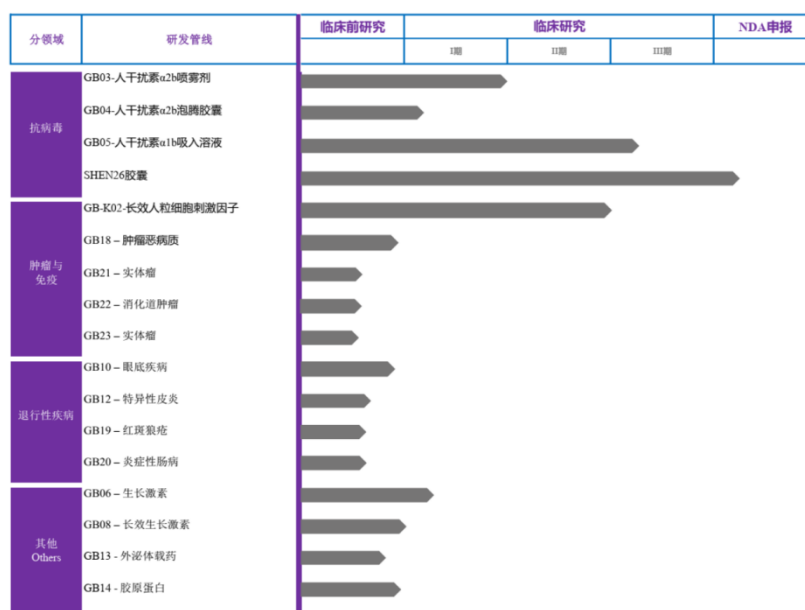 分领域
研发管线
临床前研究
临床研究
NDA申报
I期
II期
III期
抗病毒
GB03-人干扰素α2b喷雾剂
GB04-人干扰素α2b泡腾胶囊
GB05-人干扰素α1b吸入溶液
SHEN26胶囊
肿瘤与
免疫
GB-K02-长效人粒细胞刺激因子
GB18 – 肿瘤恶病质
GB21 – 实体瘤
GB22 – 消化道肿瘤
GB23 – 实体瘤
退行性疾病
GB10 – 眼底疾病
GB12 – 特异性皮炎
GB19 – 红斑狼疮
GB20 – 炎症性肠病
其他
Others
GB06 – 生长激素
GB08 – 长效生长激素
GB13 - 外泌体载药
GB14 - 胶原蛋白